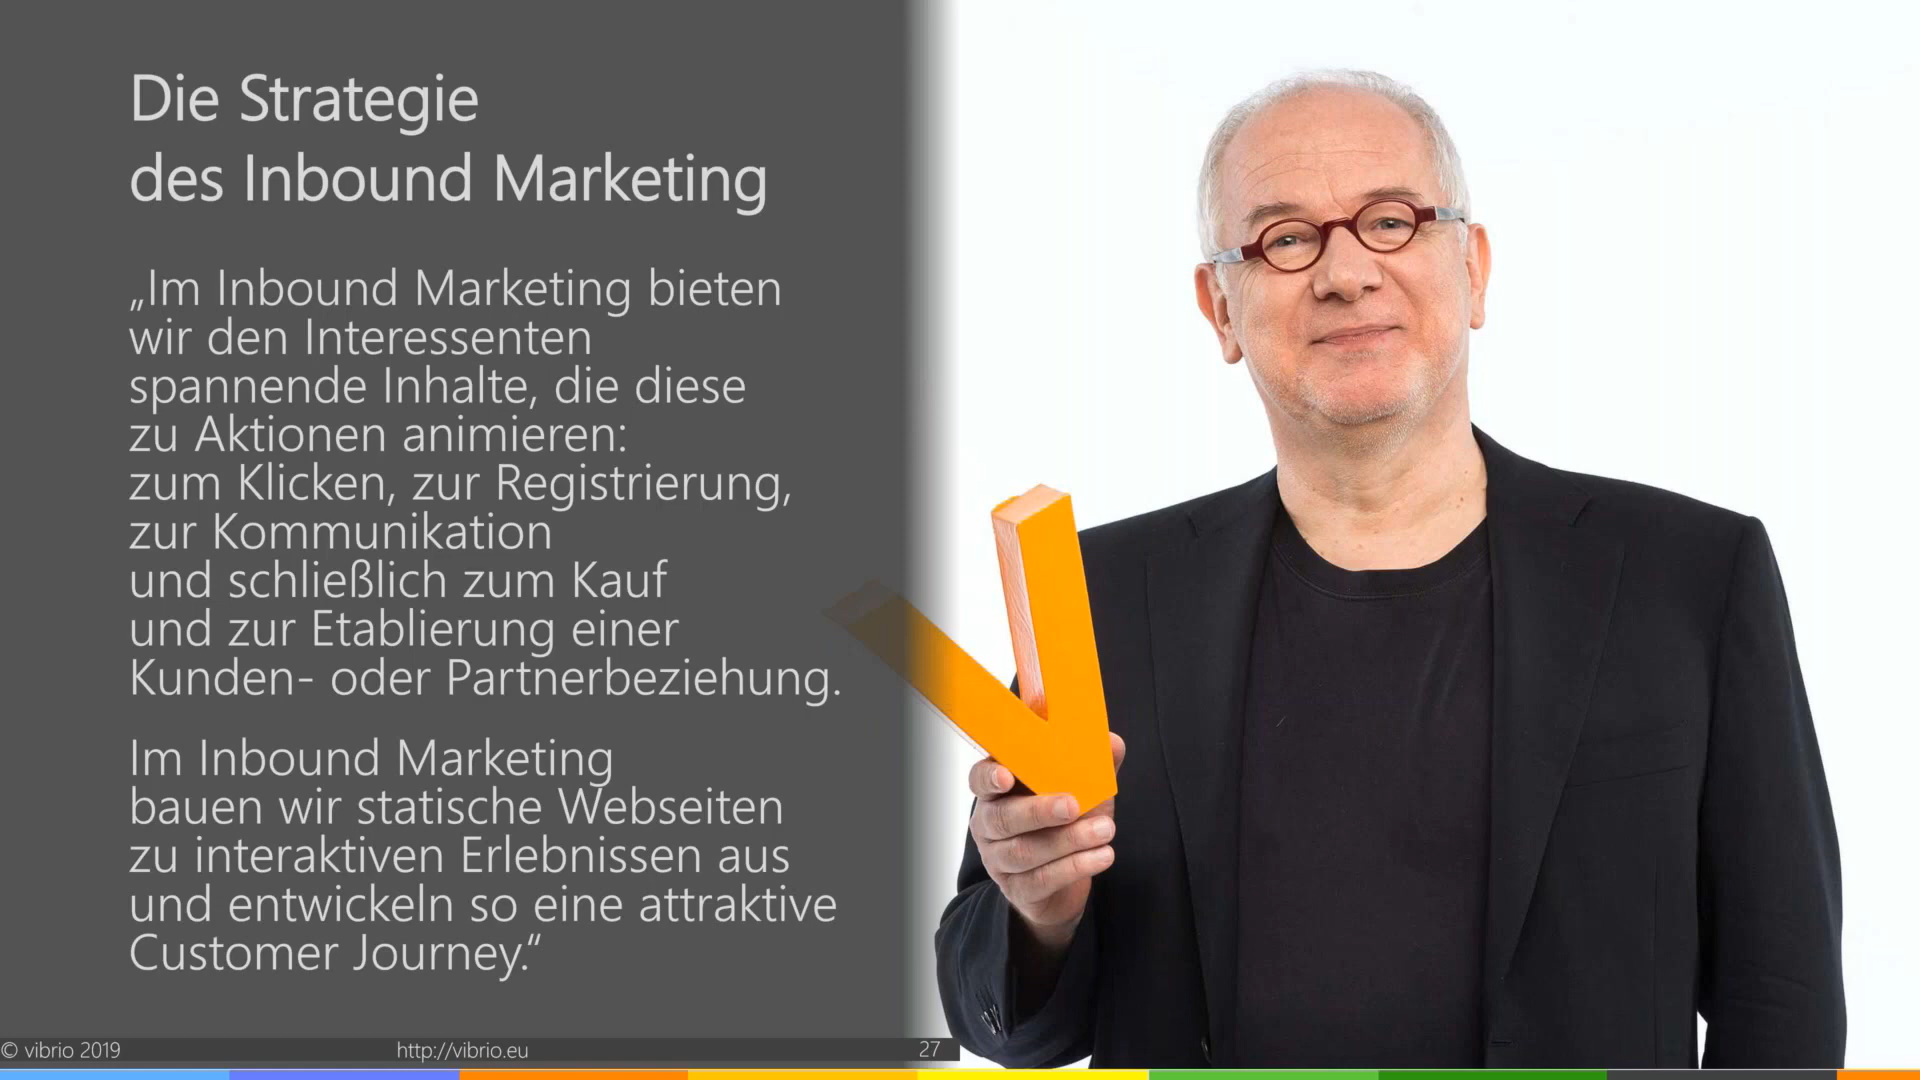 Die Strategie
des Inbound Marketing
„Im Inbound Marketing bieten
wir den Interessenten
spannende Inhalte, die diese
zu Aktionen animieren:
zum Klicken, zur Registrierung,
zur Kommunikation
und schließlich zum Kauf
und zur Etablierung einer
Kunden- oder Partnerbeziehung.
Im Inbound Marketing
bauen wir statische Webseiten
zu interaktiven Erlebnissen aus
und entwickeln so eine attraktive
Customer Journey.“
© vibrio 2019 http://vibrio.eu 27